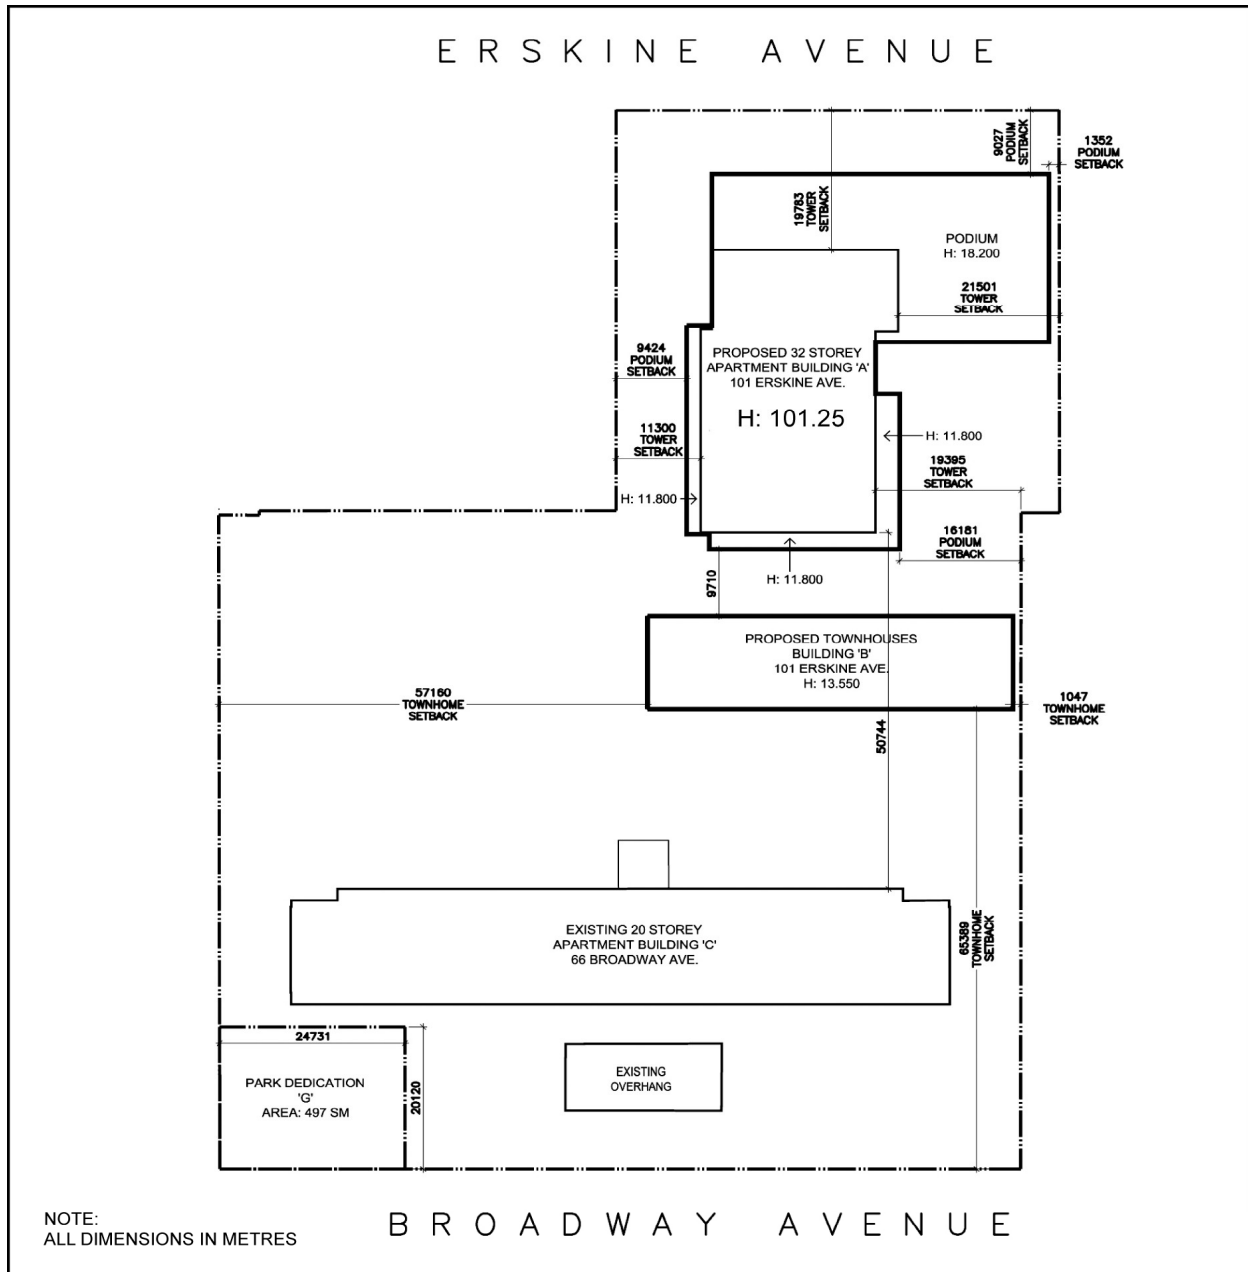 ERSKINE AVENUE
9027
PODIUM
SETBACK
1352
PODIUM
SETBACK
19783
TOWER
SETBACK
PODIUM
H: 18.200
21501
TOWER
SETBACK
9424
PODIUM
SETBACK
PROPOSED 32 STOREY
APARTMENT BUILDING 'A'
101 ERSKINE AVE.
H: 101.25
11300
TOWER
SETBACK
H: 11.800
19395
TOWER
SETBACK
H: 11.800
16181
PODIUM
SETBACK
H: 11.800
9710
PROPOSED TOWNHOUSES
BUILDING 'B'
101 ERSKINE AVE.
H: 13.550
57160
TOWNHOME
SETBACK
1047
TOWNHOME
SETBACK
50744
EXISTING 20 STOREY
APARTMENT BUILDING 'C'
66 BROADWAY AVE.
65389
TOWNHOME
SETBACK
24731
PARK DEDICATION
'G'
AREA: 497 SM
20120
EXISTING
OVERHANG
NOTE:
ALL DIMENSIONS IN METRES
BROADWAY AVENUE